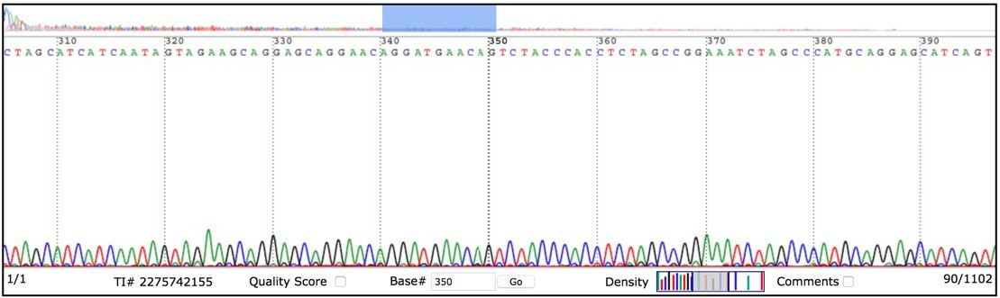 310 320 330 340 350 360 370 380 390
CTAGCATCATCAATAGTAGAAGCAGGAGCAGGAACAGGATGAACAGTCTACCCACCTCTAGCCGGAAATCTAGCCCATGCAGGAGCATCAGT
1/1 TI# 2275742155 Quality Score Base# 350 Go Density Comments 90/1102